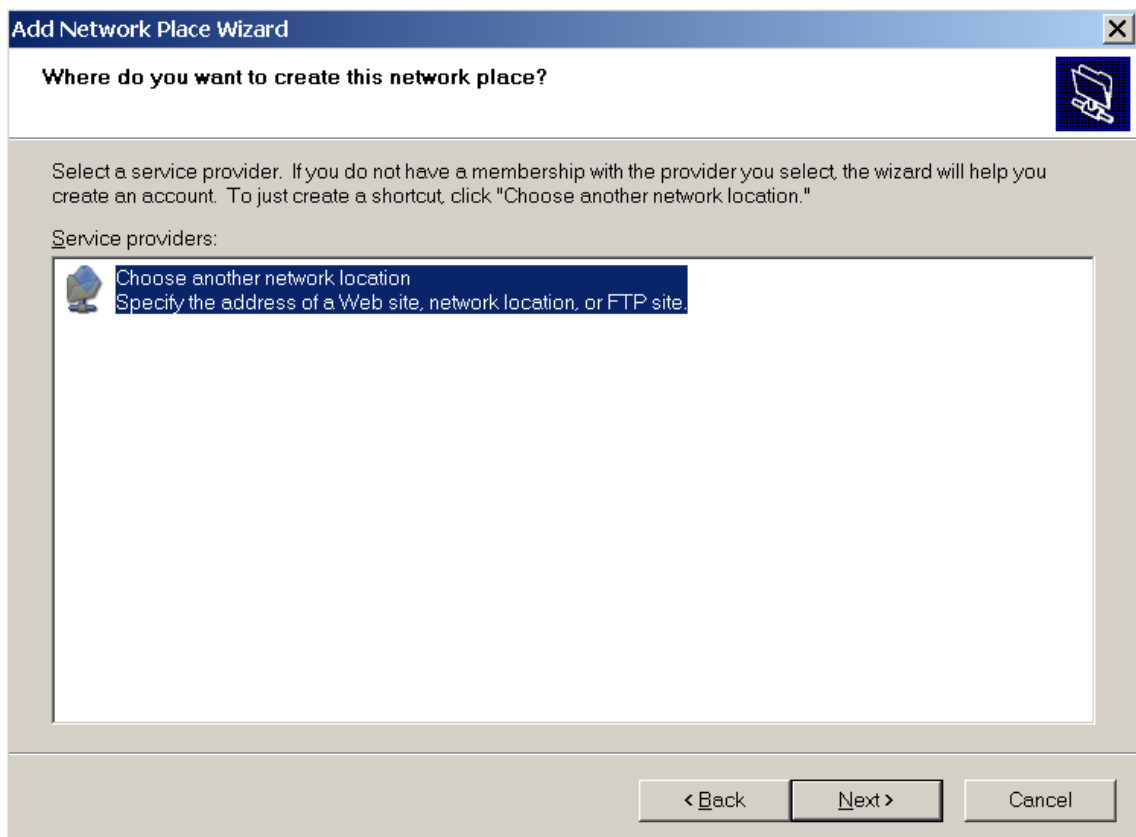 Add Network Place Wizard
Where do you want to create this network place?
Select a service provider.  If you do not have a membership with the provider you select, the wizard will help you
create an account.  To just create a shortcut, click "Choose another network location."
Service providers:
Choose another network location
Specify the address of a Web site, network location, or FTP site.
< Back
Next >
Cancel